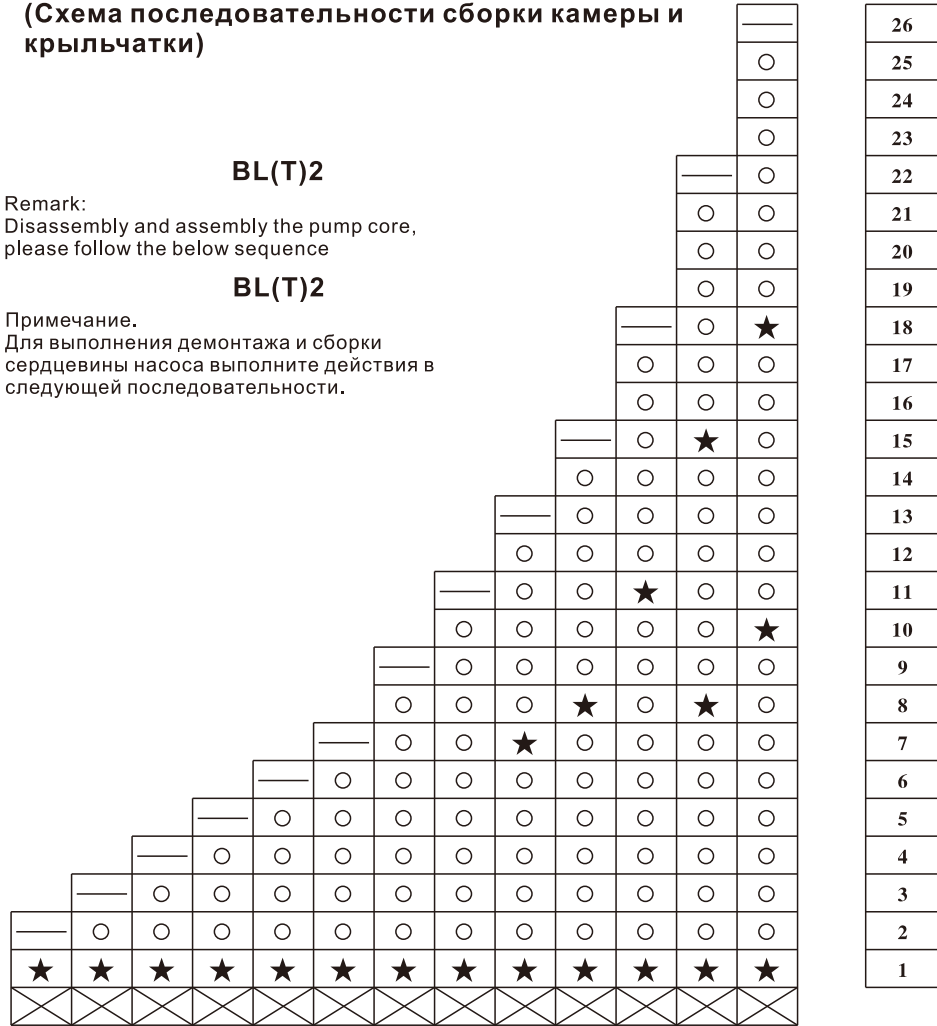 (Схема последовательности сборки камеры и
крыльчатки)
BL(T)2
Remark:
Disassembly and assembly the pump core,
please follow the below sequence
BL(T)2
Примечание.
Для выполнения демонтажа и сборки
сердцевины насоса выполните действия в
следующей последовательности.
26
25
24
23
22
21
20
19
18
17
16
15
14
13
12
11
10
9
8
7
6
5
4
3
2
1